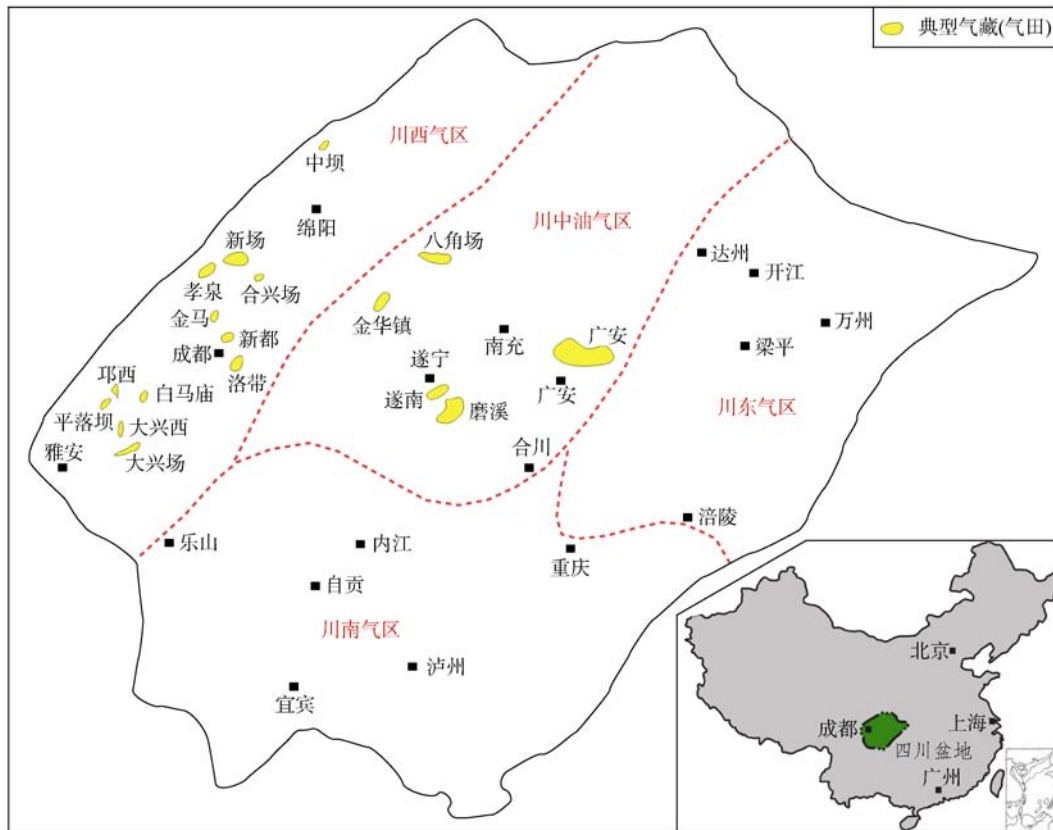 典型气藏(气田)
川西气区
中坝
绵阳
川中油气区
新场
八角场
达州
孝泉
合兴场
开江
金马
金华镇
新都
南充
广安
万州
成都
梁平
洛带
遂宁
邛西
白马庙
遂南
广安
平落坝
磨溪
川东气区
大兴西
雅安
大兴场
合川
涪陵
乐山
内江
重庆
自贡
川南气区
泸州
宜宾
北京
成都
上海
四川盆地
广州